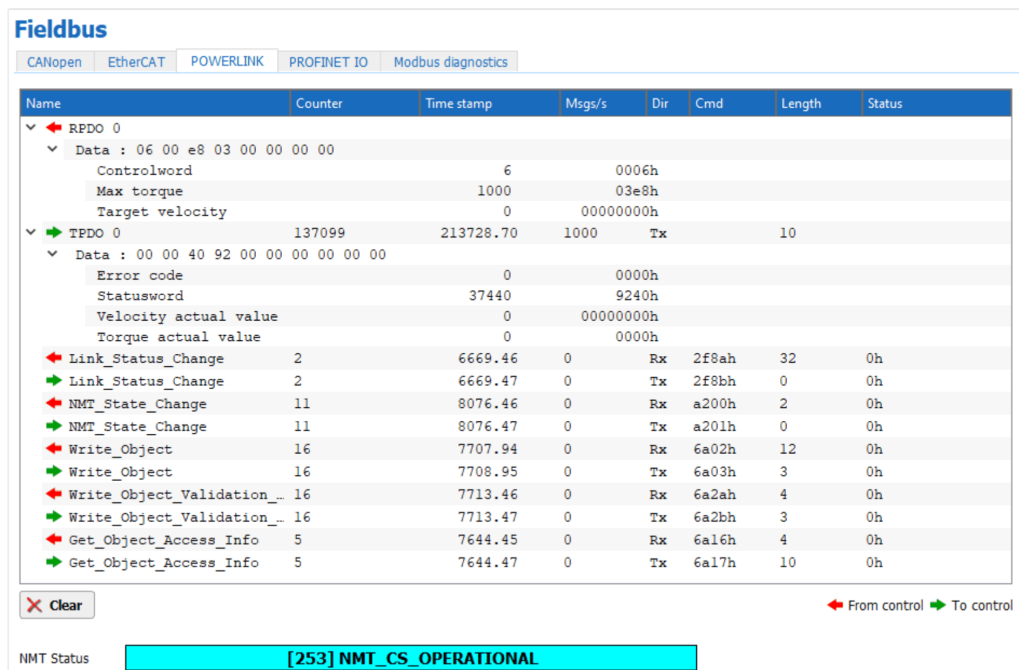 Fieldbus
CANopen EtherCAT POWERLINK PROFINET IO Modbus diagnostics
Name Counter Time stamp Msgs/s Dir Cmd Length Status
RPDO 0
Data : 06 00 e8 03 00 00 00 00
Controlword 6 0006h
Max torque 1000 03e8h
Target velocity 0 00000000h
TPDO 0 137099 213728.70 1000 Tx 10
Data : 00 00 40 92 00 00 00 00 00 00
Error code 0 0000h
Statusword 37440 9240h
Velocity actual value 0 00000000h
Torque actual value 0 0000h
Link_Status_Change 2 6669.46 0 Rx 2f8ah 32 0h
Link_Status_Change 2 6669.47 0 Tx 2f8bh 0 0h
NMT_State_Change 11 8076.46 0 Rx a200h 2 0h
NMT_State_Change 11 8076.47 0 Tx a201h 0 0h
Write_Object 16 7707.94 0 Rx 6a02h 12 0h
Write_Object 16 7708.95 0 Tx 6a03h 3 0h
Write_Object_Validation_… 16 7713.46 0 Rx 6a2ah 4 0h
Write_Object_Validation_… 16 7713.47 0 Tx 6a2bh 3 0h
Get_Object_Access_Info 5 7644.45 0 Rx 6a16h 4 0h
Get_Object_Access_Info 5 7644.47 0 Tx 6a17h 10 0h
Clear From control To control
NMT Status [253] NMT_CS_OPERATIONAL